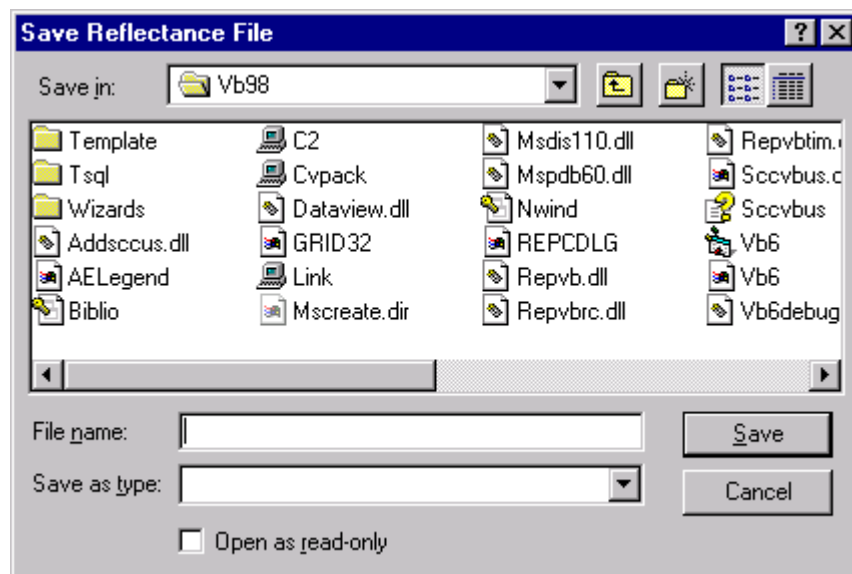 Save Reflectance File
Save in: Vb98
Template C2 Msdis110.dll Repvbtim.
Tsql Cvpack Mspdb60.dll Sccvbus.
Wizards Dataview.dll Nwind Sccvbus
Addsccus.dll GRID32 REPCDLG Vb6
AELegend Link Repvb.dll Vb6
Biblio Mscreate.dir Repvbrc.dll Vb6debug
File name: Save
Save as type: Cancel
Open as read-only